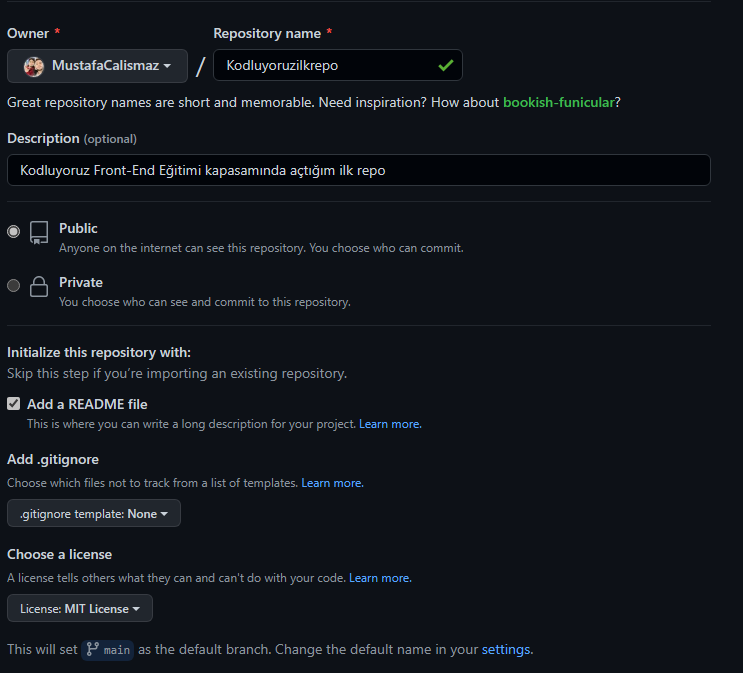 Owner * Repository name *
MustafaCalismaz / Kodluyoruzilkrepo
Great repository names are short and memorable. Need inspiration? How about bookish-funicular?
Description (optional)
Kodluyoruz Front-End Eğitimi kapasamında açtığım ilk repo
Public
Anyone on the internet can see this repository. You choose who can commit.
Private
You choose who can see and commit to this repository.
Initialize this repository with:
Skip this step if you're importing an existing repository.
Add a README file
This is where you can write a long description for your project. Learn more.
Add .gitignore
Choose which files not to track from a list of templates. Learn more.
.gitignore template: None
Choose a license
A license tells others what they can and can't do with your code. Learn more.
License: MIT License
This will set main as the default branch. Change the default name in your settings.